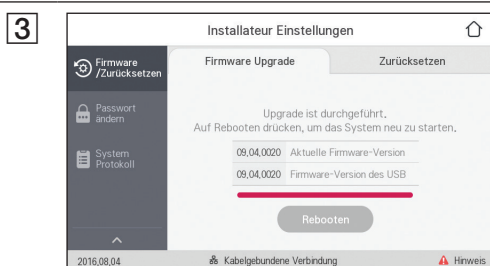 3
Installateur Einstellungen
Firmware
/Zurücksetzen
Firmware Upgrade
Zurücksetzen
Passwort
ändern
System
Protokoll
Upgrade ist durchgeführt.
Auf Rebooten drücken, um das System neu zu starten.
09,04,0020 Aktuelle Firmware-Version
09,04,0020 Firmware-Version des USB
Rebooten
2016,08,04
Kabelgebundene Verbindung
Hinweis